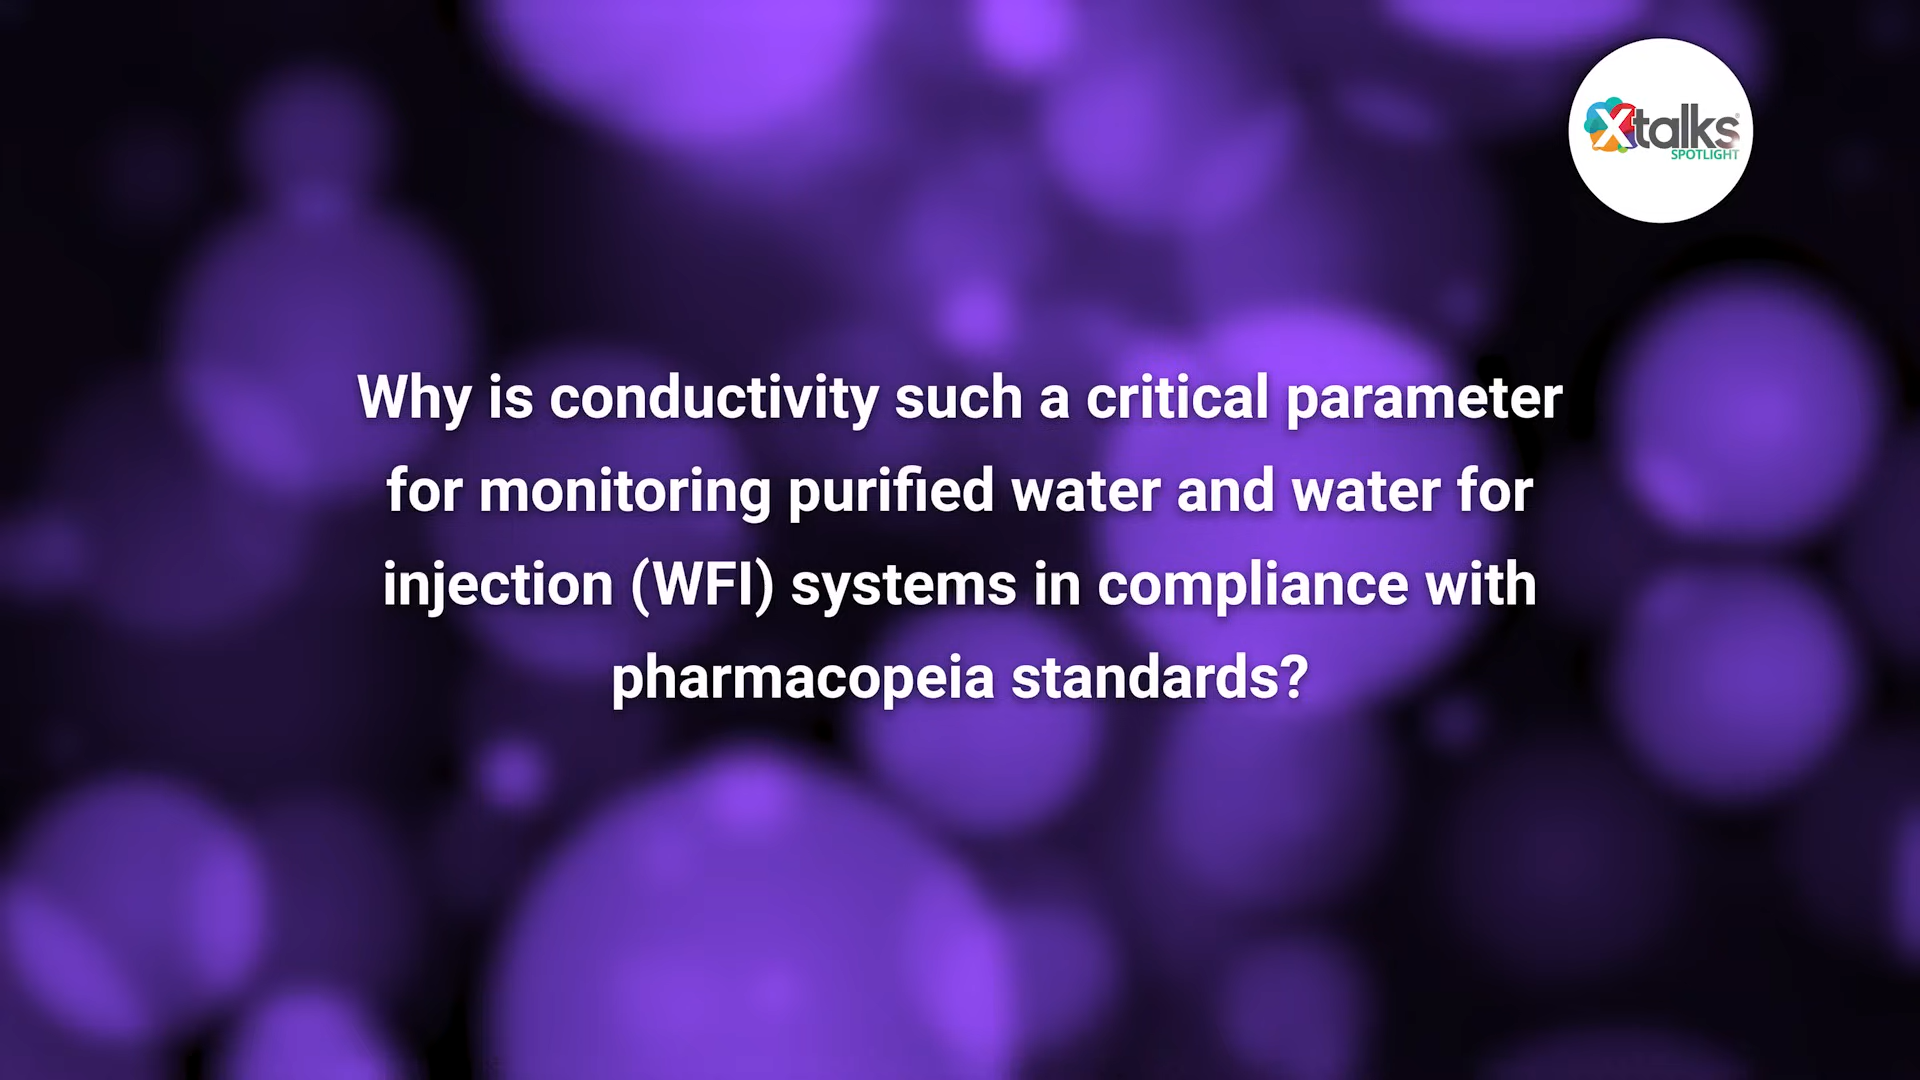 Xtalks
SPOTLIGHT
Why is conductivity such a critical parameter
for monitoring purified water and water for
injection (WFI) systems in compliance with
pharmacopeia standards?